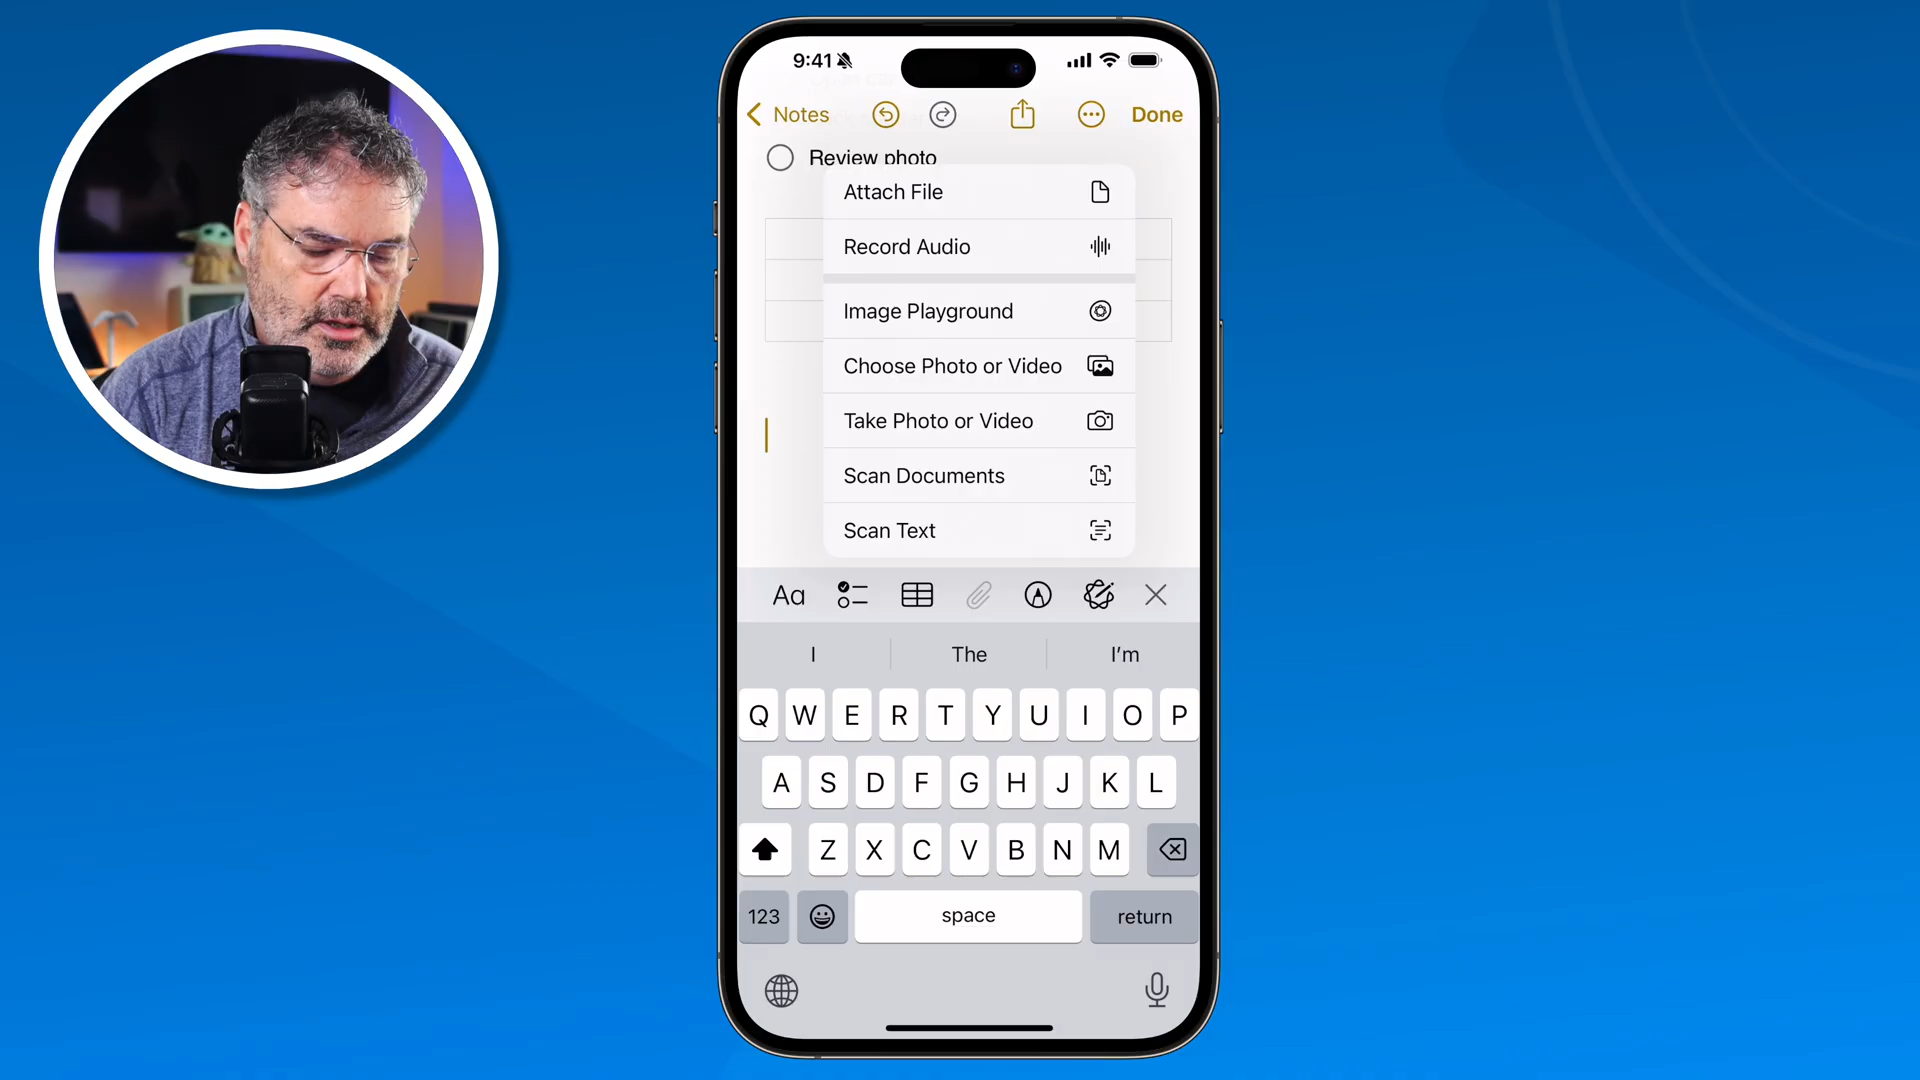 9:41
Notes
Done
Review photo
Attach File
Record Audio
Image Playground
Choose Photo or Video
Take Photo or Video
Scan Documents
Scan Text
Aa
I The I'm
Q W E R T Y U I O P
A S D F G H J K L
Z X C V B N M
123 space return